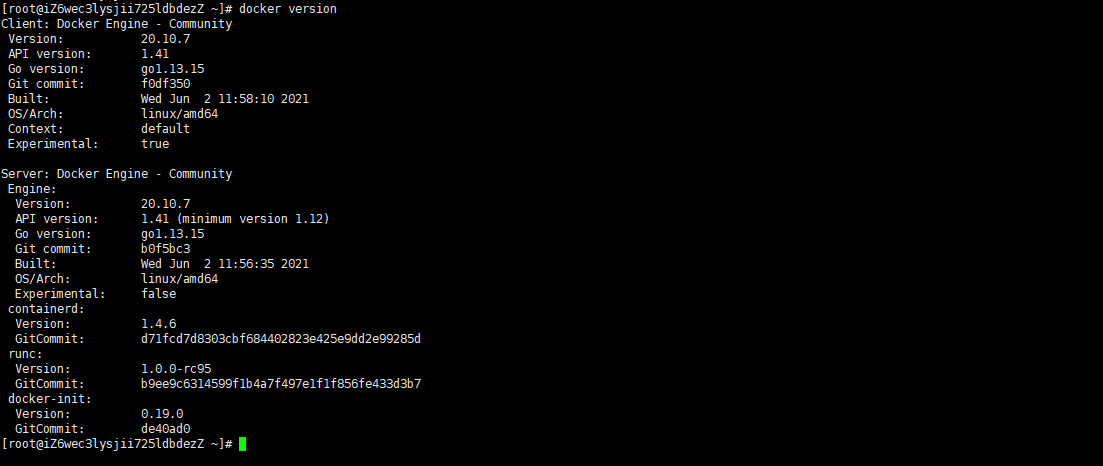 [root@iZ6wec3lysjii725ldbdezZ ~]# docker version
Client: Docker Engine - Community
 Version:           20.10.7
 API version:       1.41
 Go version:        go1.13.15
 Git commit:        f0df350
 Built:             Wed Jun  2 11:58:10 2021
 OS/Arch:           linux/amd64
 Context:           default
 Experimental:      true

Server: Docker Engine - Community
 Engine:
  Version:          20.10.7
  API version:      1.41 (minimum version 1.12)
  Go version:       go1.13.15
  Git commit:       b0f5bc3
  Built:            Wed Jun  2 11:56:35 2021
  OS/Arch:          linux/amd64
  Experimental:     false
 containerd:
  Version:          1.4.6
  GitCommit:        d71fcd7d8303cbf684402823e425e9dd2e99285d
 runc:
  Version:          1.0.0-rc95
  GitCommit:        b9ee9c6314599f1b4a7f497e1f1f856fe433d3b7
 docker-init:
  Version:          0.19.0
  GitCommit:        de40ad0
[root@iZ6wec3lysjii725ldbdezZ ~]#